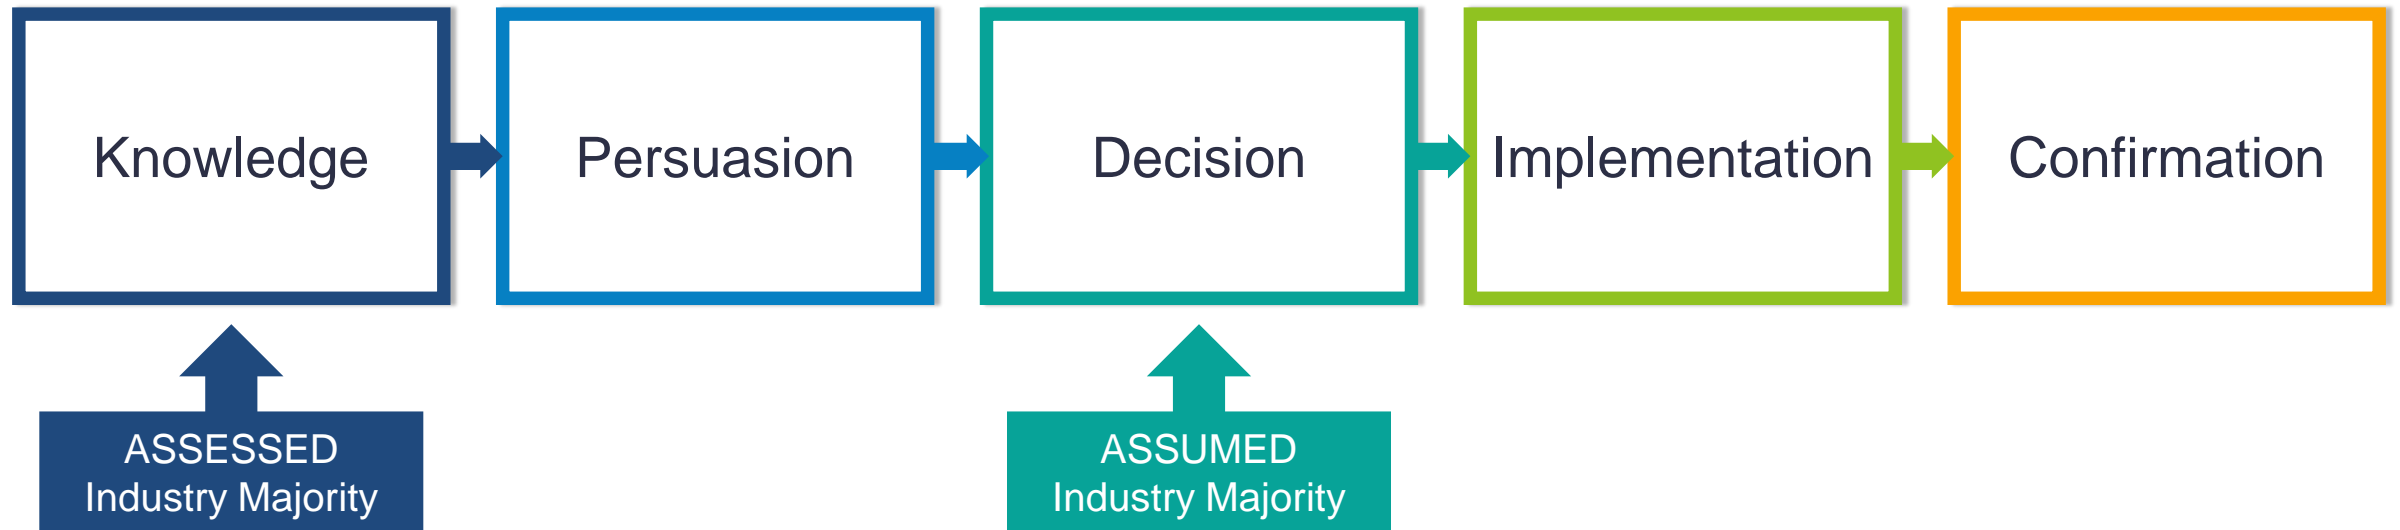 Knowledge
Persuasion
Decision
Implementation
Confirmation
ASSESSED
Industry Majority
ASSUMED
Industry Majority